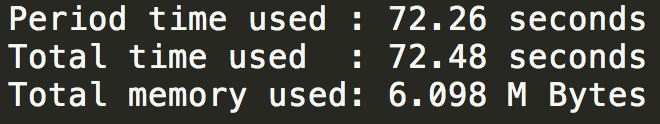 Period time used : 72.26 seconds
Total time used  : 72.48 seconds
Total memory used: 6.098 M Bytes